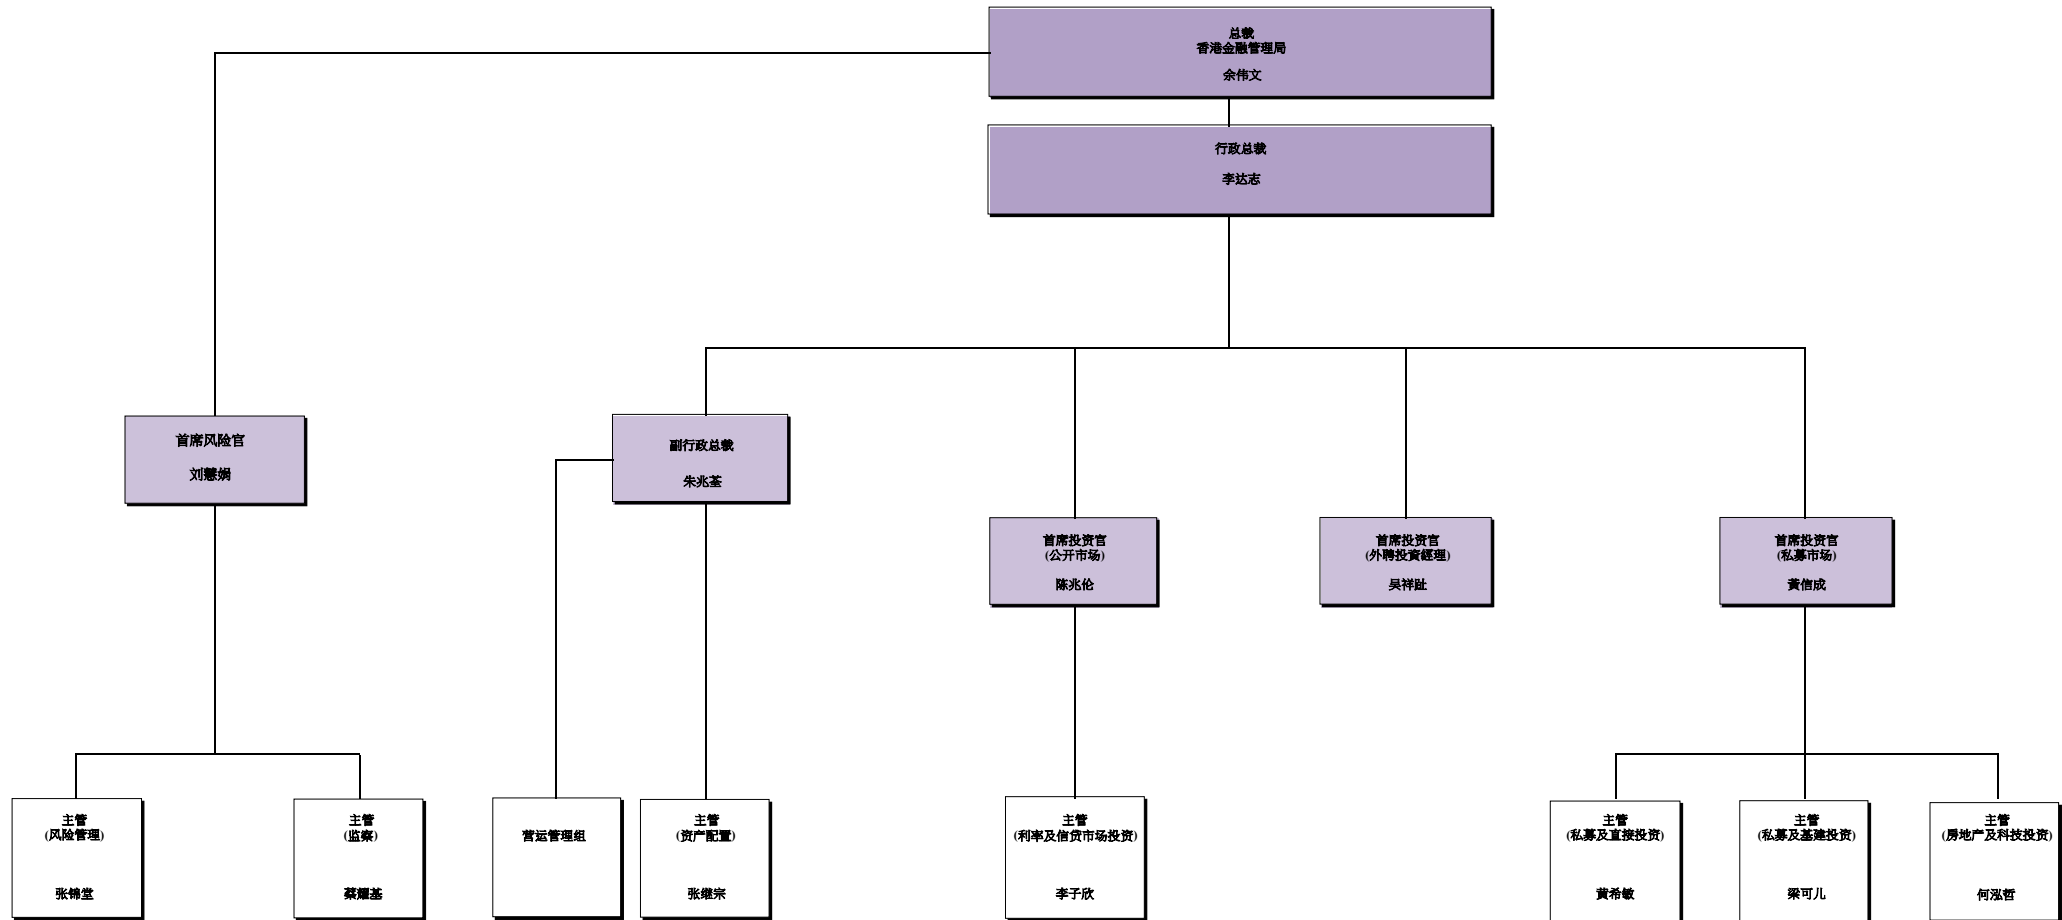 总裁
香港金融管理局
余伟文
行政总裁
李达志
首席风险官
刘慧娴
副行政总裁
朱兆荃
首席投资官
(公开市场)
陈兆伦
首席投资官
(外聘投資經理)
吴祥趾
首席投资官
(私募市场)
黄信成
主管
(风险管理)
张锦堂
主管
(监察)
蔡耀基
营运管理组
主管
(资产配置)
张继宗
主管
(利率及信贷市场投资)
李子欣
主管
(私募及直接投资)
黄希敏
主管
(私募及基建投资)
梁可儿
主管
(房地产及科技投资)
何泓哲